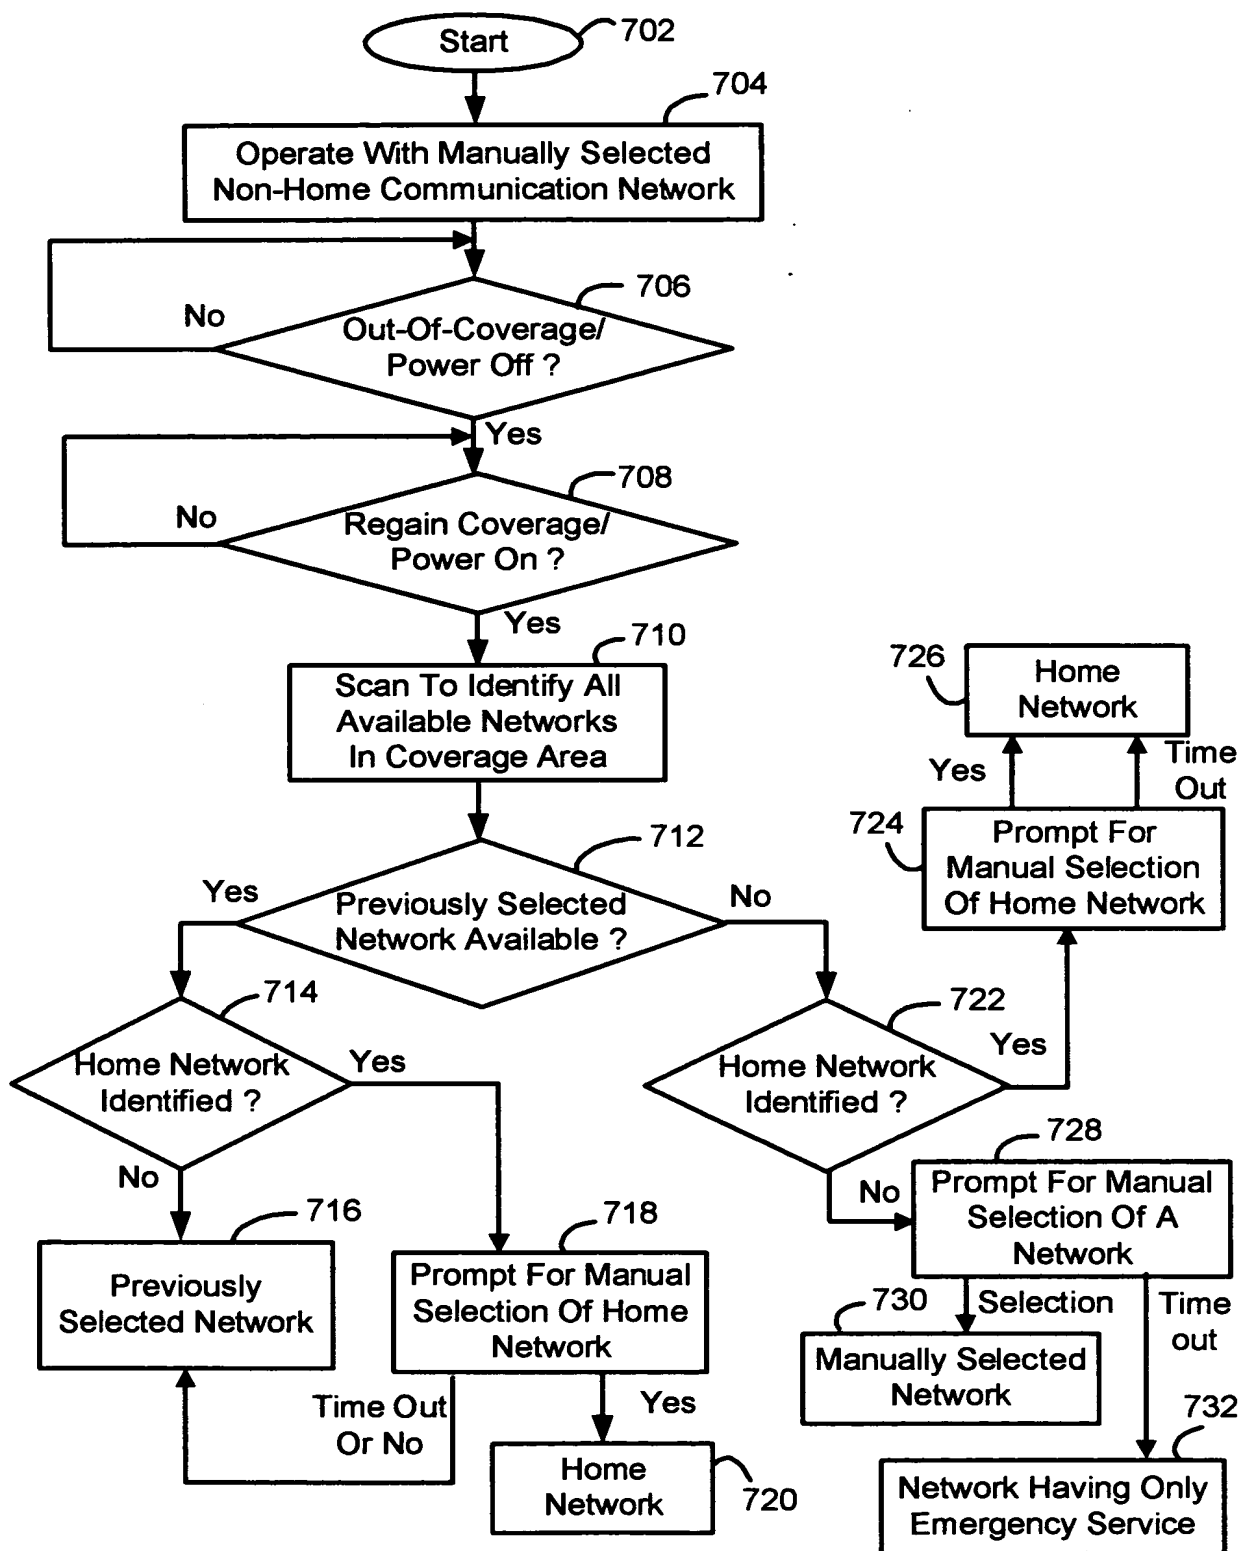 Start
702
704
Operate With Manually Selected
Non-Home Communication Network
706
No
Out-Of-Coverage/
Power Off ?
Yes
708
No
Regain Coverage/
Power On ?
Yes
710
Scan To Identify All
Available Networks
In Coverage Area
726
Home
Network
Yes
Time
Out
724
Prompt For
Manual Selection
Of Home Network
712
Yes
Previously Selected
Network Available ?
No
714
Home Network
Identified ?
Yes
No
722
Home Network
Identified ?
Yes
No
716
Previously
Selected Network
718
Prompt For Manual
Selection Of Home
Network
Time Out
Or No
Yes
Home
Network
720
728
Prompt For Manual
Selection Of A
Network
Selection
Time
out
730
Manually Selected
Network
732
Network Having Only
Emergency Service